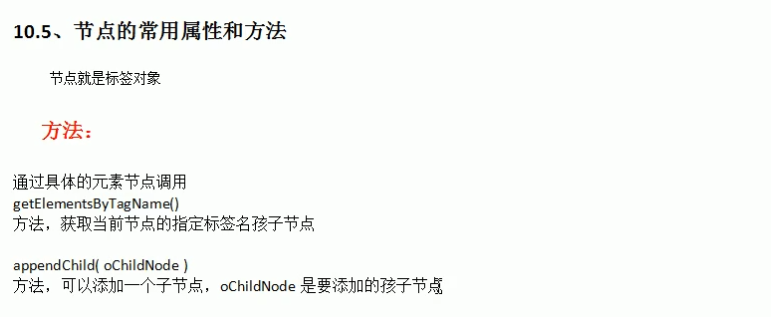 10.5、节点的常用属性和方法
节点就是标签对象
方法：
通过具体的元素节点调用
getElementsByTagName()
方法，获取当前节点的指定标签名孩子节点
appendChild( oChildNode )
方法，可以添加一个子节点，oChildNode 是要添加的孩子节点